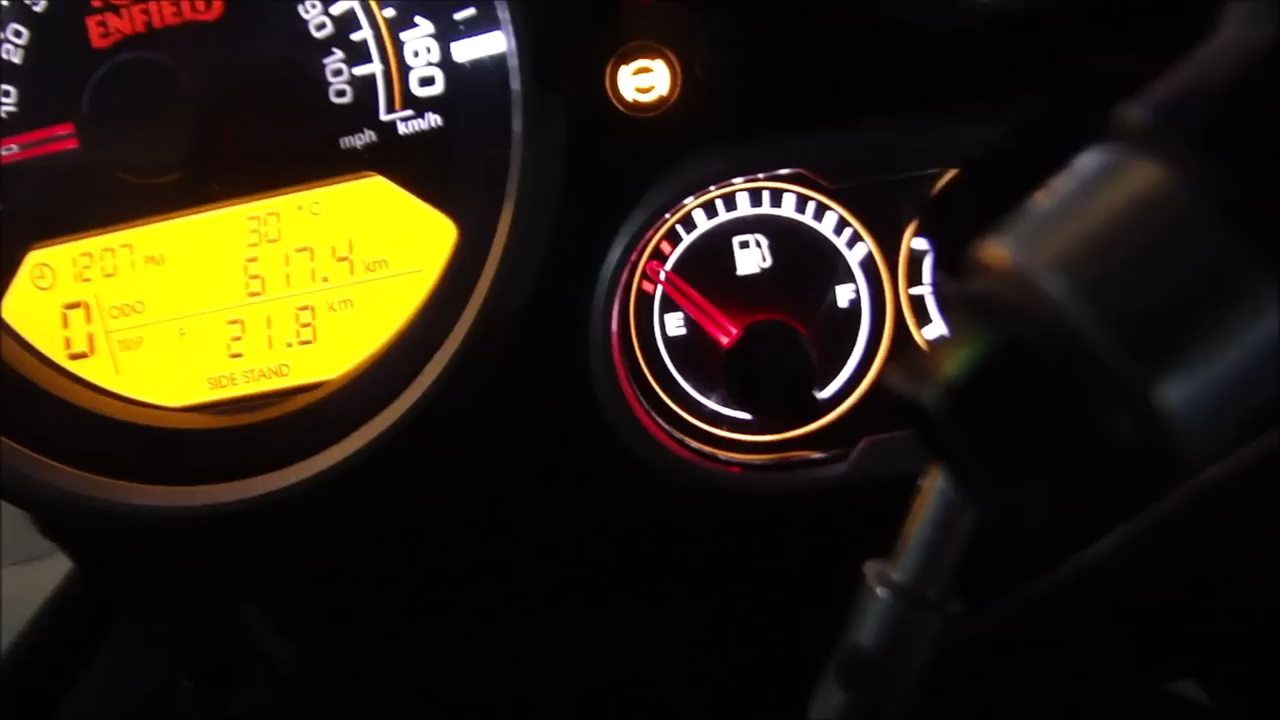 ENFIELD
10
20
90
100
160
mph
km/h
30 °C
12:07 PM
617.4 km
0
ODO
TRIP F 21.8 km
SIDE STAND
E
F